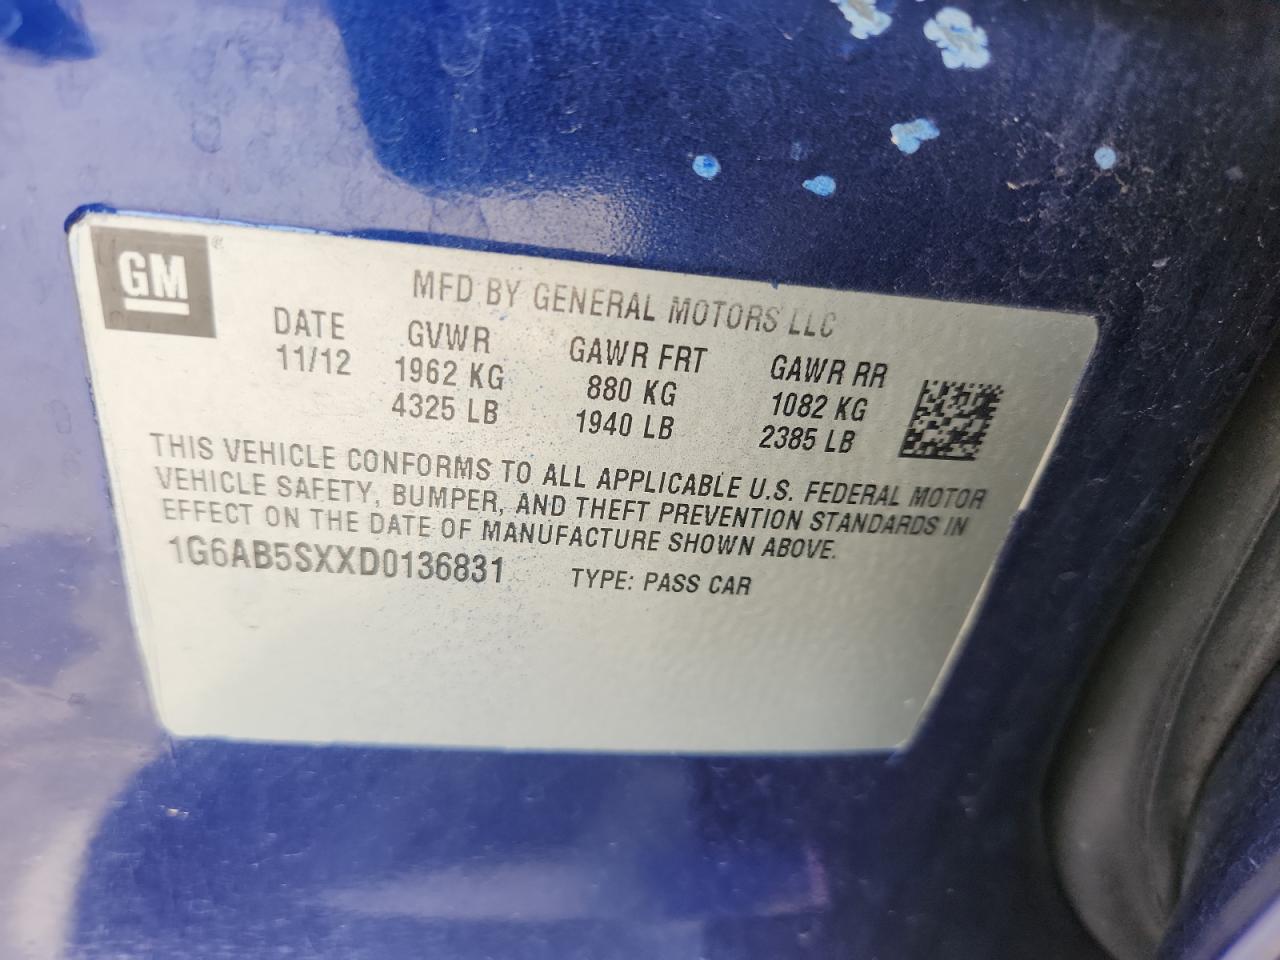 GM
®
MFD BY GENERAL MOTORS LLC
DATE GVWR GAWR FRT GAWR RR
11/12 1962 KG 880 KG 1082 KG
4325 LB 1940 LB 2385 LB
THIS VEHICLE CONFORMS TO ALL APPLICABLE U.S. FEDERAL MOTOR
VEHICLE SAFETY, BUMPER, AND THEFT PREVENTION STANDARDS IN
EFFECT ON THE DATE OF MANUFACTURE SHOWN ABOVE.
1G6AB5SXXD0136831 TYPE: PASS CAR